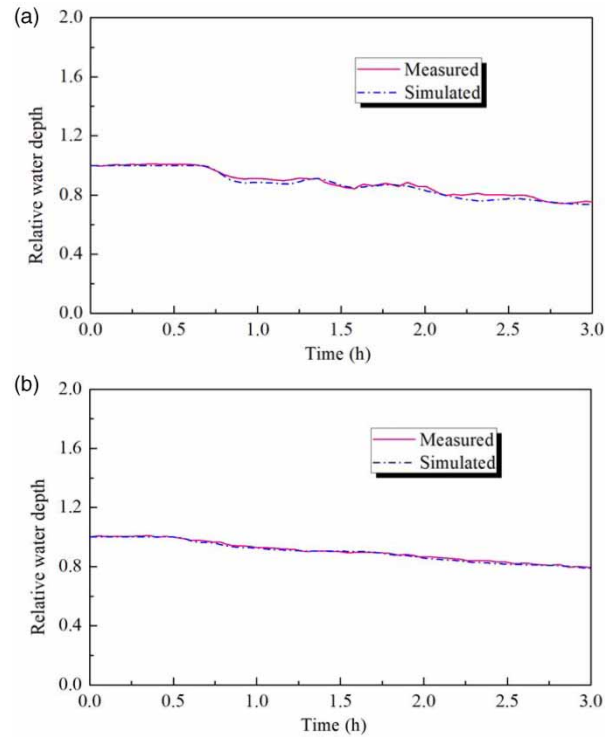 (a)
2.0
1.6
1.2
0.8
0.4
0.0
Relative water depth
Measured
Simulated
0.0 0.5 1.0 1.5 2.0 2.5 3.0
Time (h)
(b)
2.0
1.6
1.2
0.8
0.4
0.0
Relative water depth
Measured
Simulated
0.0 0.5 1.0 1.5 2.0 2.5 3.0
Time (h)